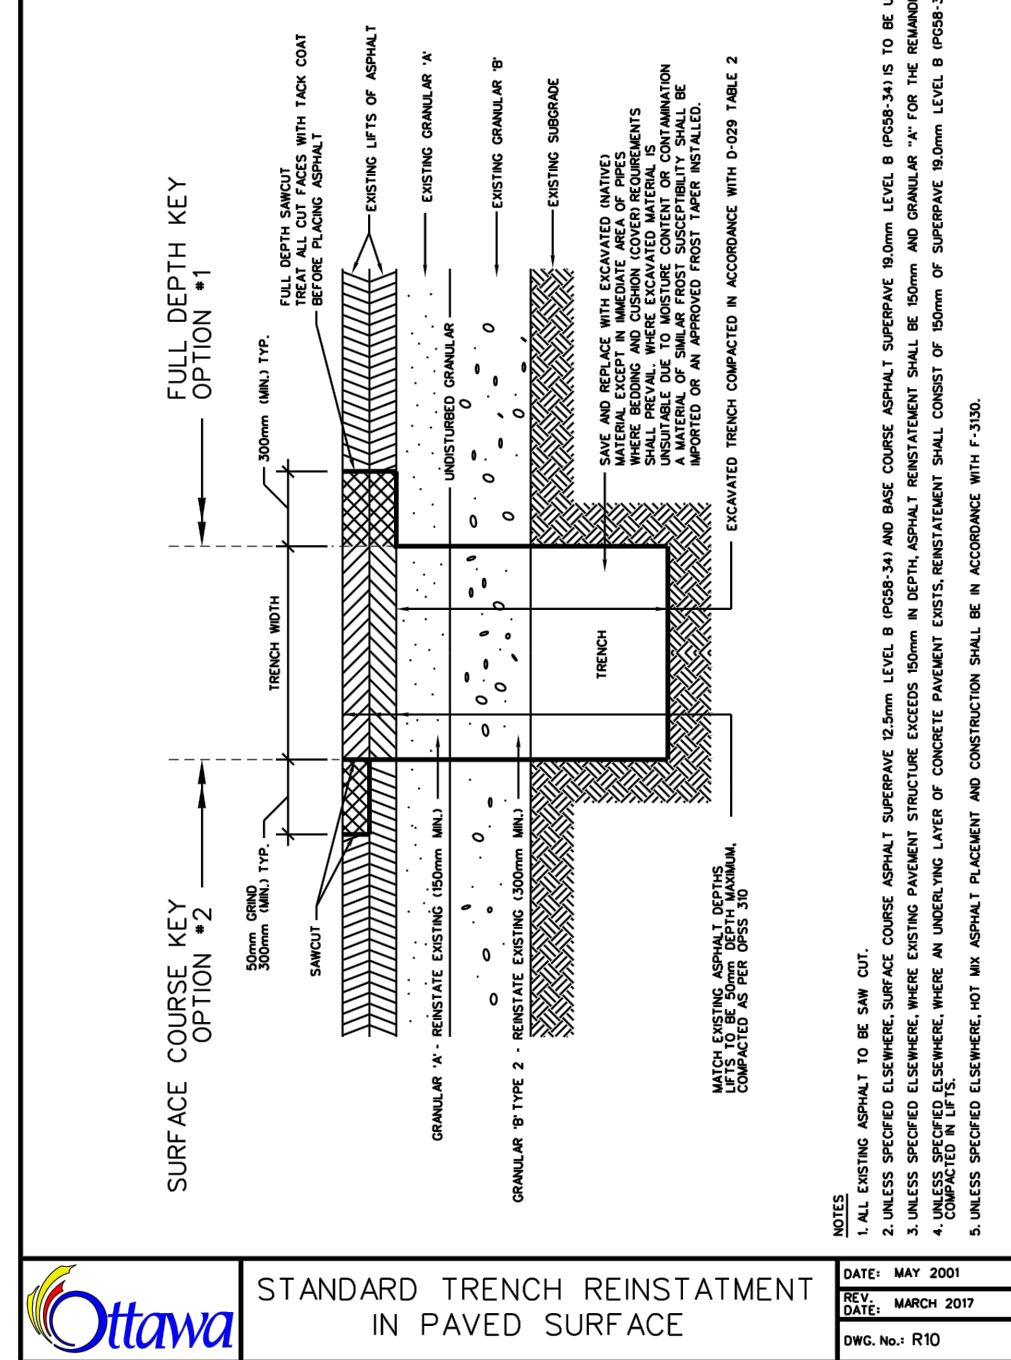 FULL DEPTH KEY
OPTION #1
SURFACE COURSE KEY
OPTION #2
300mm (MIN.) TYP.
TRENCH WIDTH
50mm GRIND
300mm (MIN.) TYP.
SAWCUT
FULL DEPTH SAWCUT
TREAT ALL CUT FACES WITH TACK COAT
BEFORE PLACING ASPHALT
EXISTING LIFTS OF ASPHALT
EXISTING GRANULAR 'A'
UNDISTURBED GRANULAR
EXISTING GRANULAR 'B'
EXISTING SUBGRADE
SAVE AND REPLACE WITH EXCAVATED (NATIVE)
MATERIAL EXCEPT IN IMMEDIATE AREA OF PIPES
WHERE BEDDING AND CUSHION (COVER) REQUIREMENTS
SHALL PREVAIL. WHERE EXCAVATED MATERIAL IS
UNSUITABLE DUE TO MOISTURE CONTENT OR CONTAMINATION
A MATERIAL OF SIMILAR FROST SUSCEPTIBILITY SHALL BE
IMPORTED OR AN APPROVED FROST TAPER INSTALLED.
EXCAVATED TRENCH COMPACTED IN ACCORDANCE WITH D-029 TABLE 2
TRENCH
GRANULAR 'A' - REINSTATE EXISTING (150mm MIN.)
GRANULAR 'B' TYPE 2 - REINSTATE EXISTING (300mm MIN.)
MATCH EXISTING ASPHALT DEPTHS
LIFTS TO BE 50mm DEPTH MAXIMUM,
COMPACTED AS PER OPSS 310
NOTES
1. ALL EXISTING ASPHALT TO BE SAW CUT.
2. UNLESS SPECIFIED ELSEWHERE, SURFACE COURSE ASPHALT SUPERPAVE 12.5mm LEVEL B (PG58-34) AND BASE COURSE ASPHALT SUPERPAVE 19.0mm LEVEL B (PG58-34) IS TO BE
3. UNLESS SPECIFIED ELSEWHERE, WHERE EXISTING PAVEMENT STRUCTURE EXCEEDS 150mm IN DEPTH, ASPHALT REINSTATEMENT SHALL BE 150mm AND GRANULAR "A" FOR THE
4. UNLESS SPECIFIED ELSEWHERE, WHERE AN UNDERLYING LAYER OF CONCRETE PAVEMENT EXISTS, REINSTATEMENT SHALL CONSIST OF 150mm OF SUPERPAVE 19.0mm LEVEL B
COMPACTED IN LIFTS.
5. UNLESS SPECIFIED ELSEWHERE, HOT MIX ASPHALT PLACEMENT AND CONSTRUCTION SHALL BE IN ACCORDANCE WITH F-3130.
Ottawa
STANDARD TRENCH REINSTATMENT
IN PAVED SURFACE
DATE: MAY 2001
REV.
DATE: MARCH 2017
DWG. No.: R10